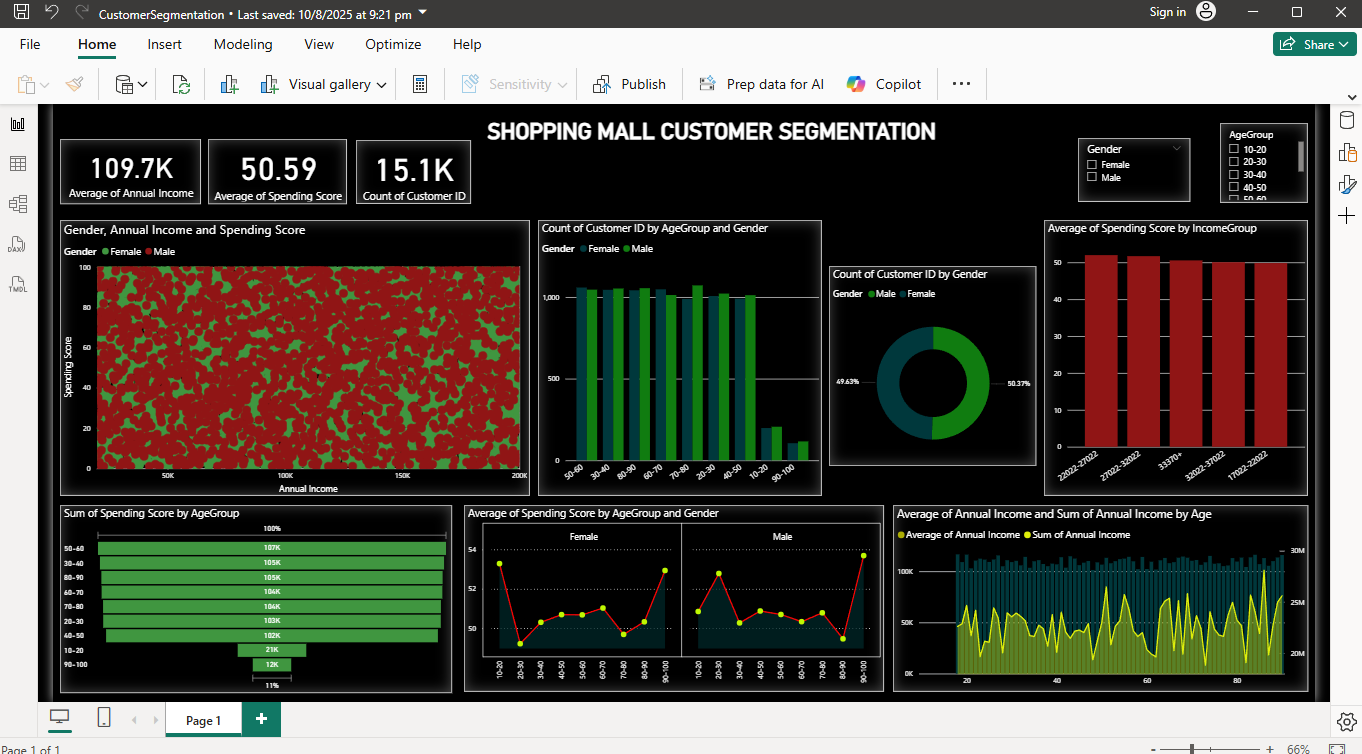 CustomerSegmentation • Last saved: 10/8/2025 at 9:21 pm
Sign in
File Home Insert Modeling View Optimize Help
Share
Visual gallery
Sensitivity
Publish
Prep data for AI
Copilot
DAX
TMDL
SHOPPING MALL CUSTOMER SEGMENTATION
109.7K
Average of Annual Income
50.59
Average of Spending Score
15.1K
Count of Customer ID
Gender
Female
Male
AgeGroup
10-20
20-30
30-40
40-50
50-60
Gender, Annual Income and Spending Score
Gender Female Male
Spending Score
100
80
60
40
20
0
50K 100K 150K 200K
Annual Income
Count of Customer ID by AgeGroup and Gender
Gender Female Male
1,000
500
0
50-60 30-40 80-90 60-70 70-80 20-30 40-50 10-20 90-100
Count of Customer ID by Gender
Gender Male Female
49.63%
50.37%
Average of Spending Score by IncomeGroup
50
40
30
20
10
0
22022-27022 27022-32022 33370+ 32022-37022 17022-22022
Sum of Spending Score by AgeGroup
100%
50-60 107K
30-40 105K
80-90 105K
60-70 104K
70-80 104K
20-30 103K
40-50 102K
10-20 21K
90-100 12K
11%
Average of Spending Score by AgeGroup and Gender
Female Male
54
52
50
10-20 20-30 30-40 40-50 50-60 60-70 70-80 80-90 90-100
10-20 20-30 30-40 40-50 50-60 60-70 70-80 80-90 90-100
Average of Annual Income and Sum of Annual Income by Age
Average of Annual Income Sum of Annual Income
100K
50K
0K
30M
25M
20M
20 40 60 80
Page 1
Page 1 of 1
66%